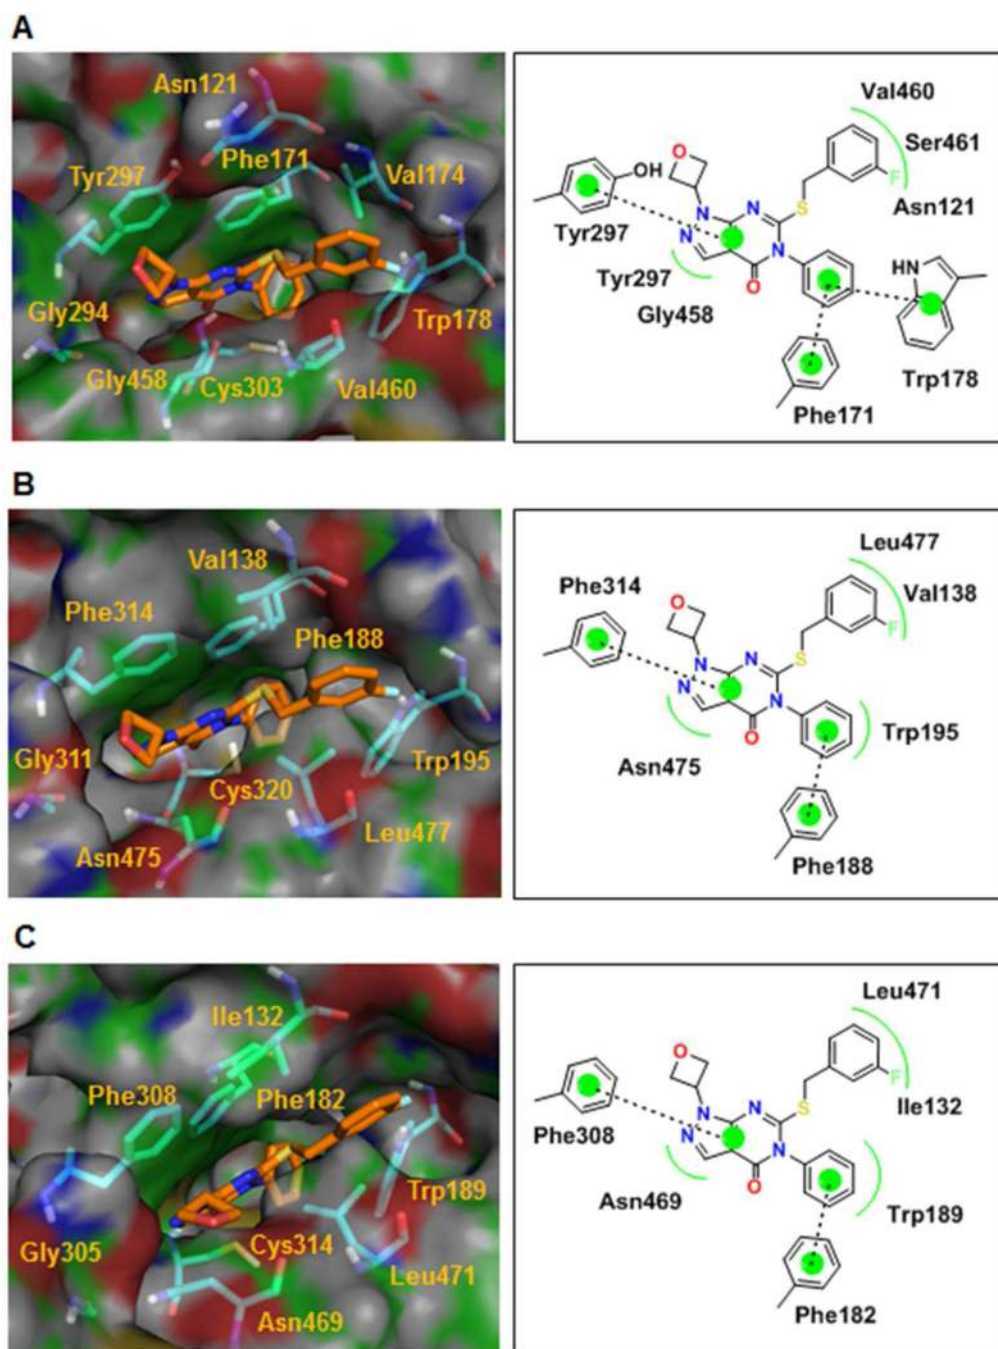 A
Asn121
Phe171
Tyr297
Val174
Gly294
Trp178
Gly458
Cys303
Val460
Val460
Ser461
Asn121
O
OH
N
N
S
F
N
N
O
HN
Tyr297
Tyr297
Gly458
Trp178
Phe171
B
Val138
Phe314
Phe188
Gly311
Trp195
Cys320
Leu477
Asn475
Leu477
Val138
Phe314
O
N
N
S
F
N
N
O
Trp195
Asn475
Phe188
C
Ile132
Phe308
Phe182
Trp189
Gly305
Cys314
Leu471
Asn469
Leu471
Ile132
O
N
N
S
F
N
N
O
Phe308
Asn469
Trp189
Phe182